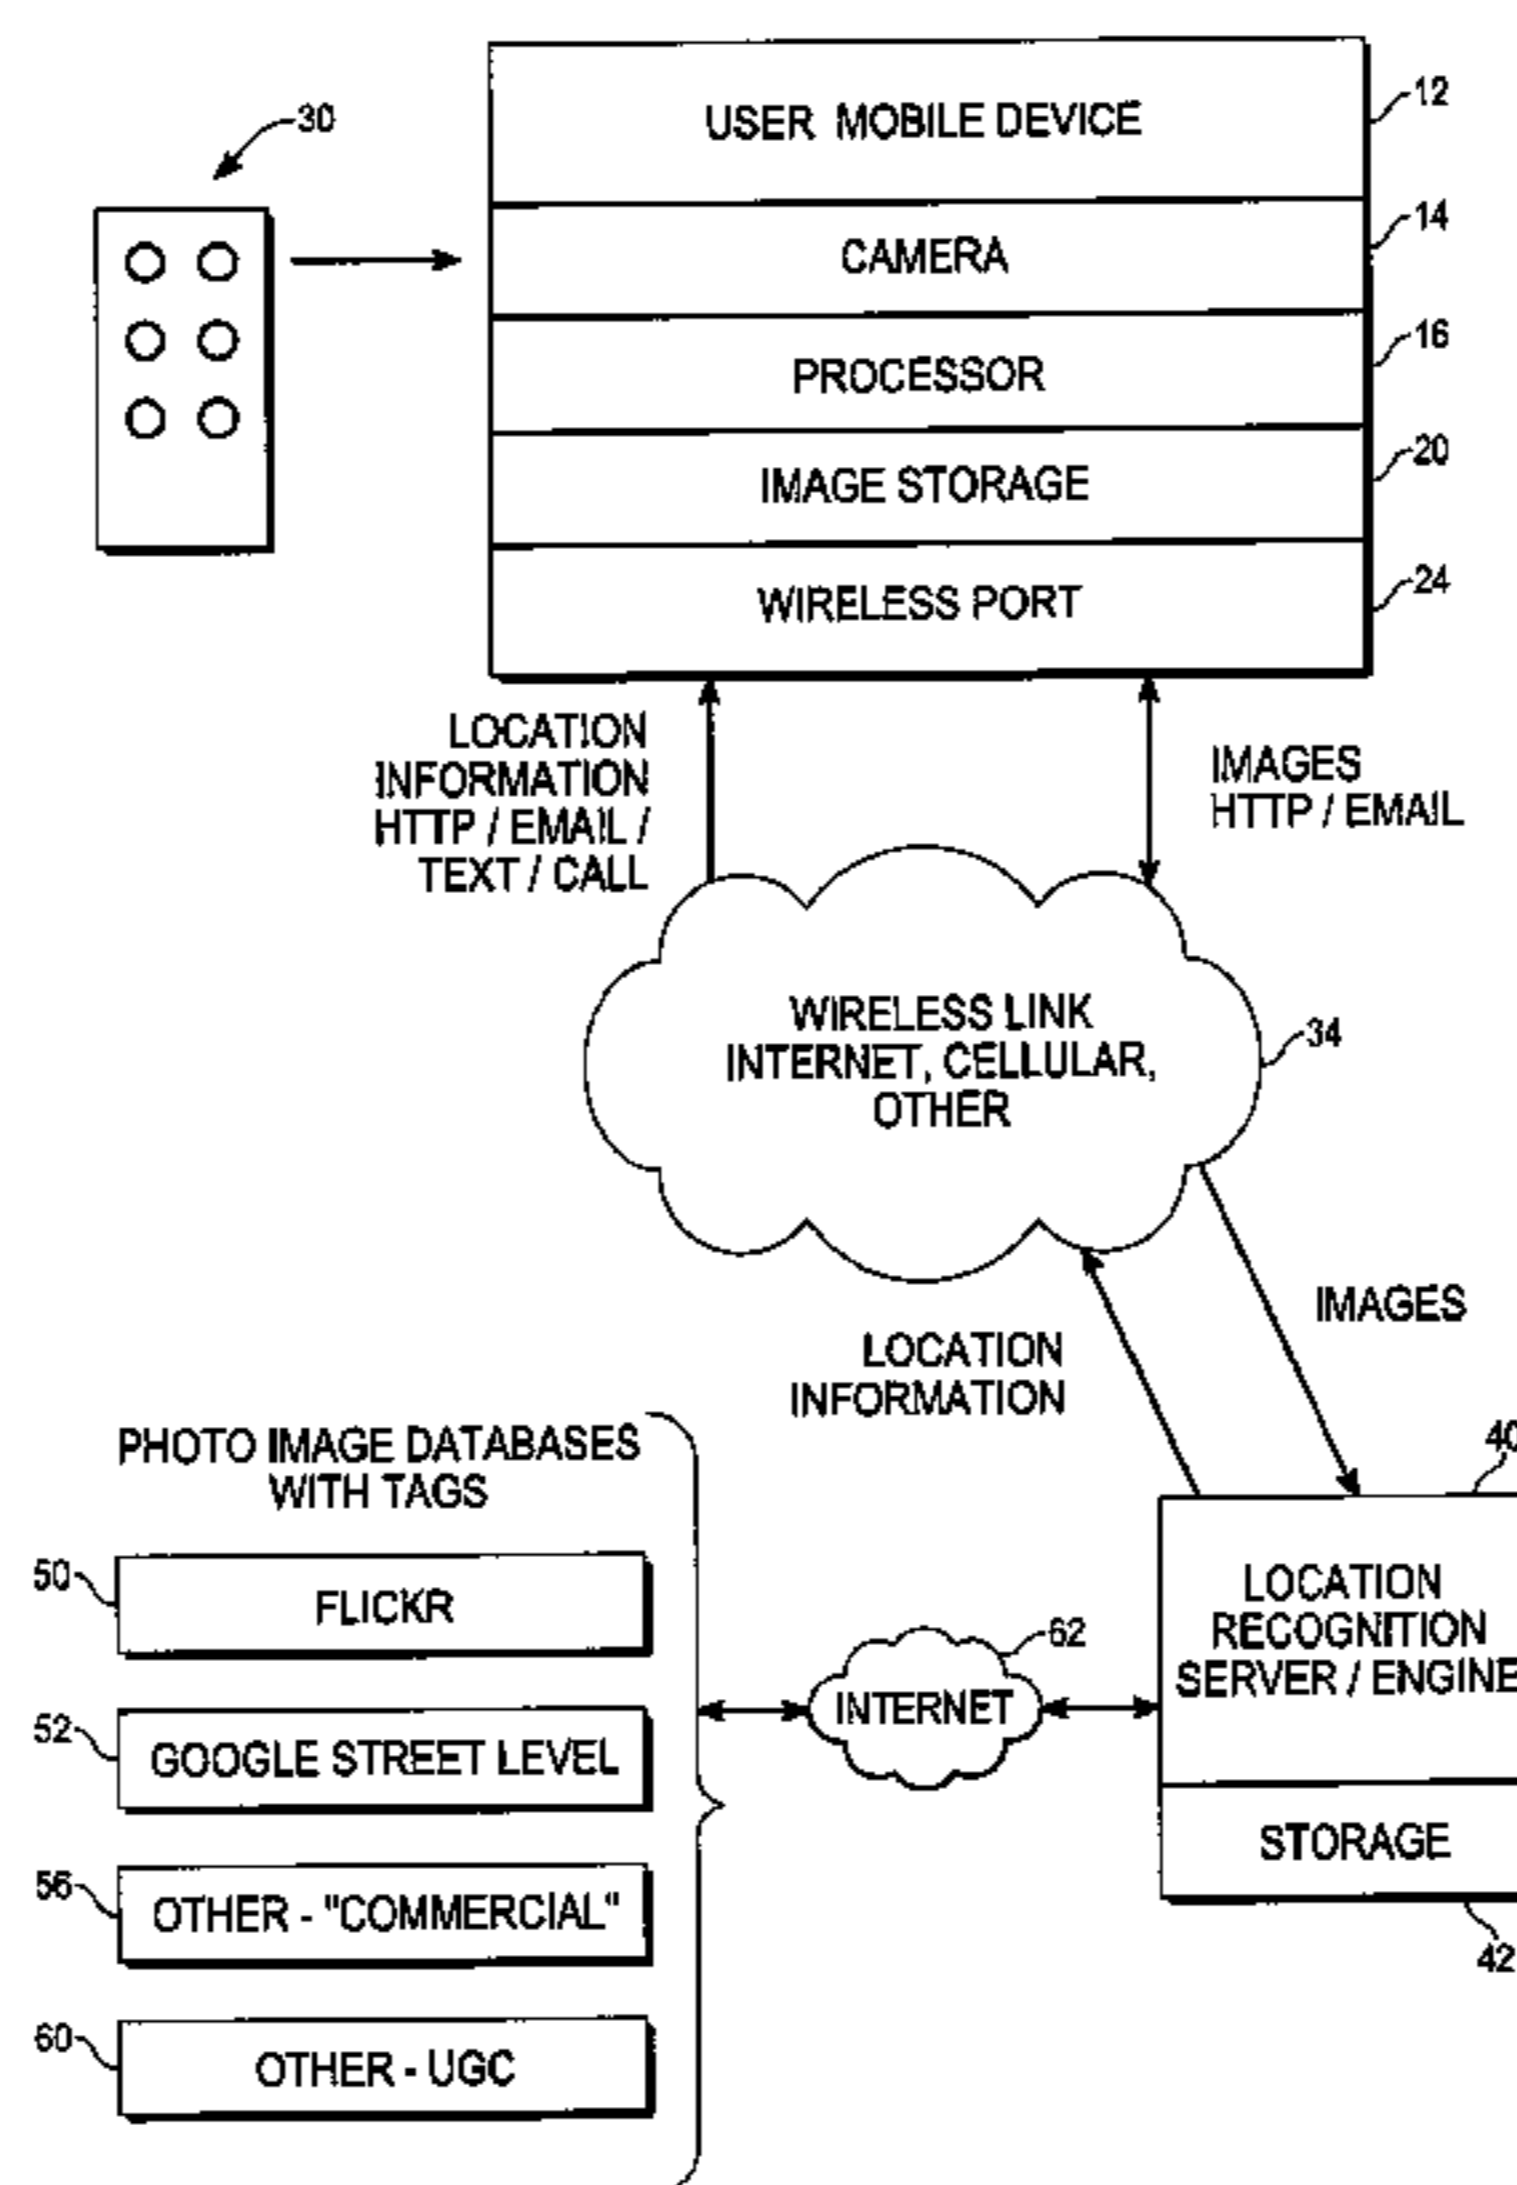 30
USER MOBILE DEVICE
12
CAMERA
14
PROCESSOR
16
IMAGE STORAGE
20
WIRELESS PORT
24
LOCATION
INFORMATION
HTTP / EMAIL /
TEXT / CALL
IMAGES
HTTP / EMAIL
WIRELESS LINK
INTERNET, CELLULAR,
OTHER
34
IMAGES
LOCATION
INFORMATION
PHOTO IMAGE DATABASES
WITH TAGS
50
FLICKR
52
GOOGLE STREET LEVEL
56
OTHER - "COMMERCIAL"
60
OTHER - UGC
62
INTERNET
40
LOCATION
RECOGNITION
SERVER / ENGINE
STORAGE
42